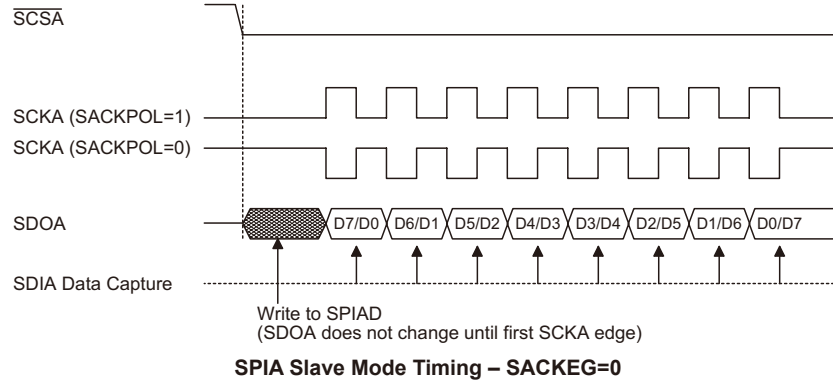 SCSA
SCKA (SACKPOL=1)
SCKA (SACKPOL=0)
SDOA D7/D0 D6/D1 D5/D2 D4/D3 D3/D4 D2/D5 D1/D6 D0/D7
SDIA Data Capture
Write to SPIAD
(SDOA does not change until first SCKA edge)
SPIA Slave Mode Timing – SACKEG=0